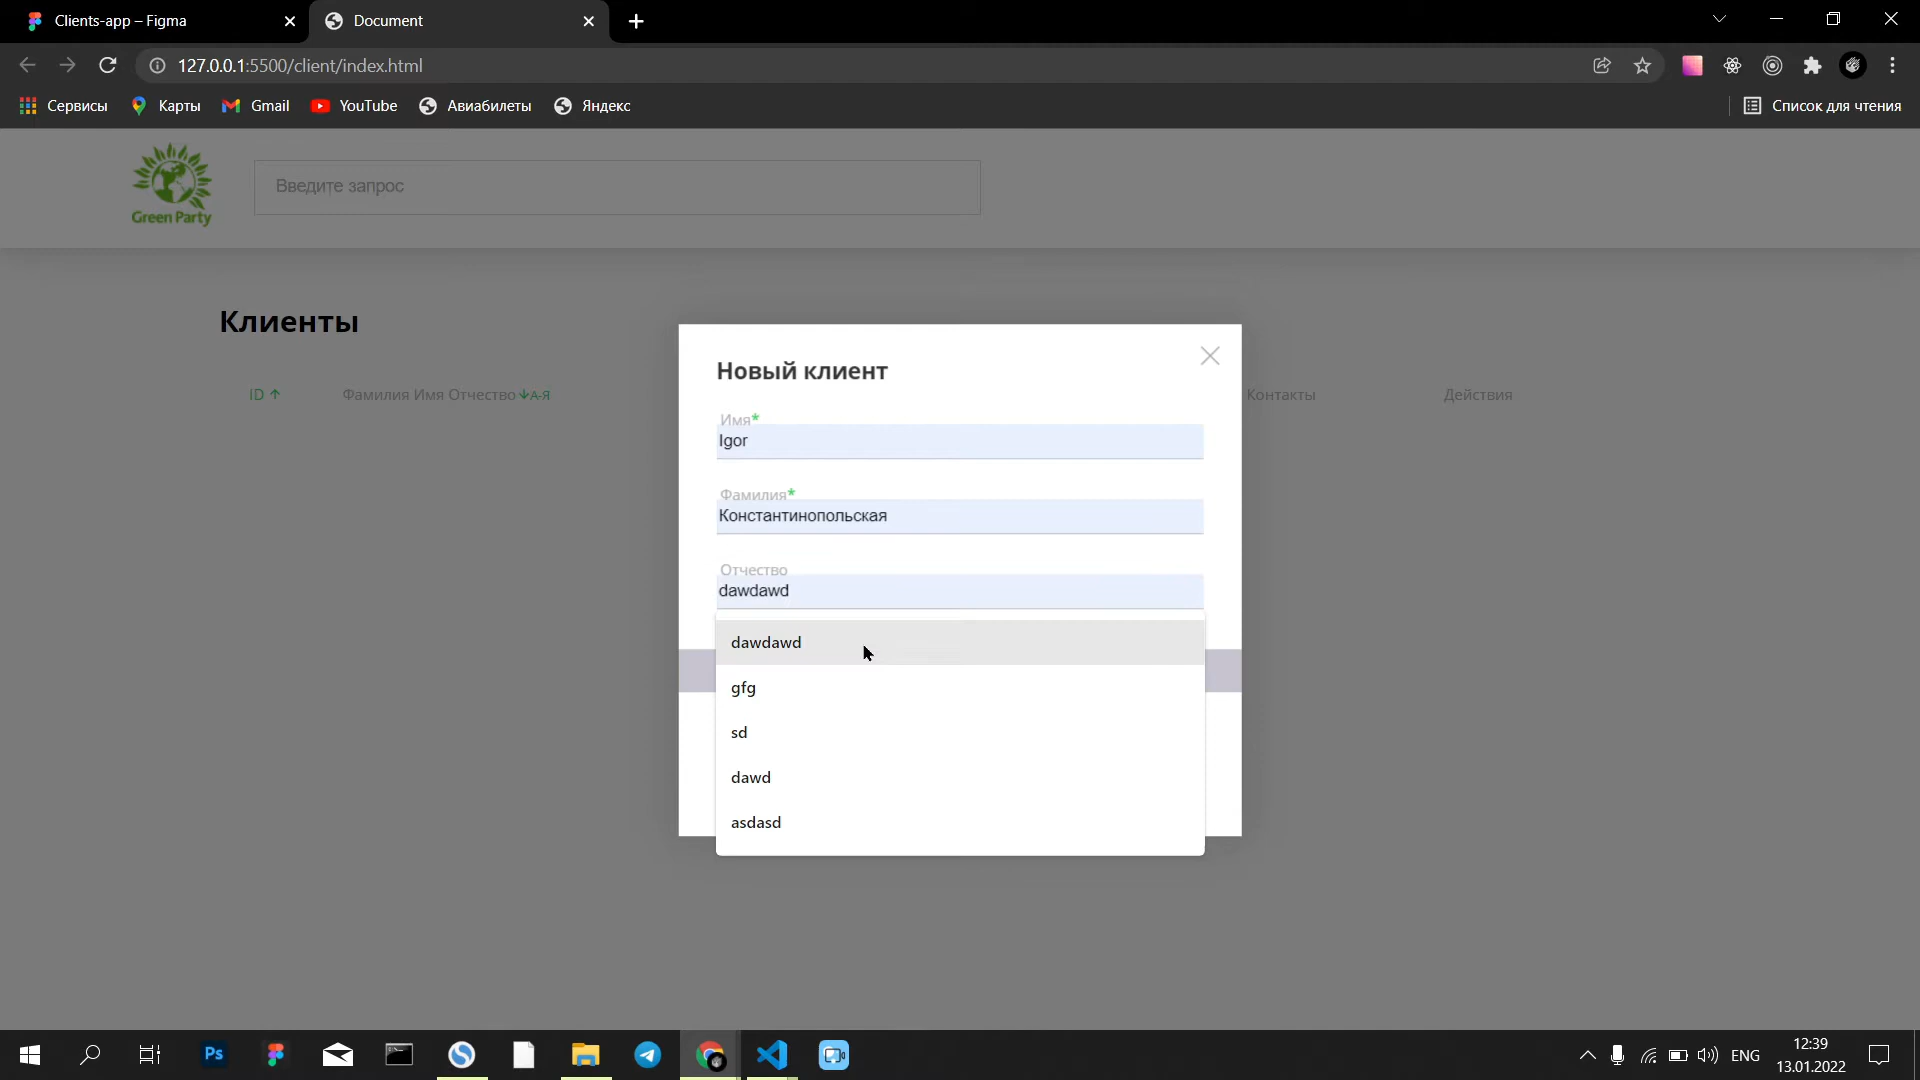 Clients-app – Figma
Document
127.0.0.1:5500/client/index.html
Сервисы
Карты
Gmail
YouTube
Авиабилеты
Яндекс
Список для чтения
Green Party
Введите запрос
Клиенты
ID
Фамилия Имя Отчество А-Я
Контакты
Действия
Новый клиент
Имя*
Igor
Фамилия*
Константинопольская
Отчество
dawdawd
dawdawd
gfg
sd
dawd
asdasd
Ps
ENG
12:39
13.01.2022